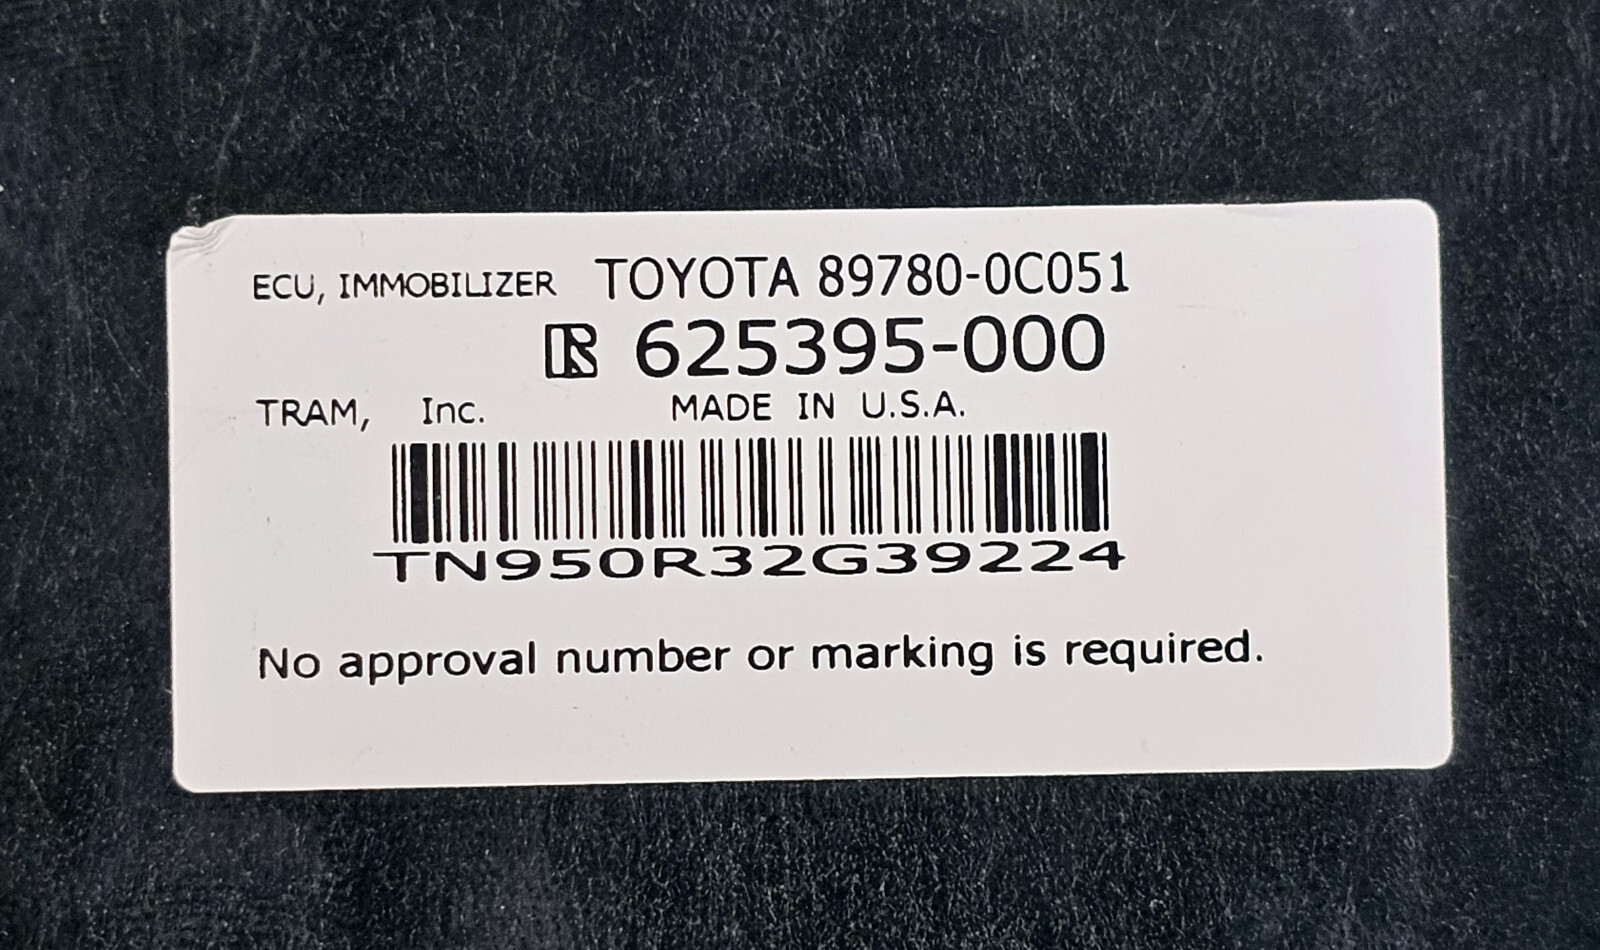 ECU, IMMOBILIZER TOYOTA 89780-0C051
625395-000
TRAM, Inc. MADE IN U.S.A.
TN950R32G39224
No approval number or marking is required.